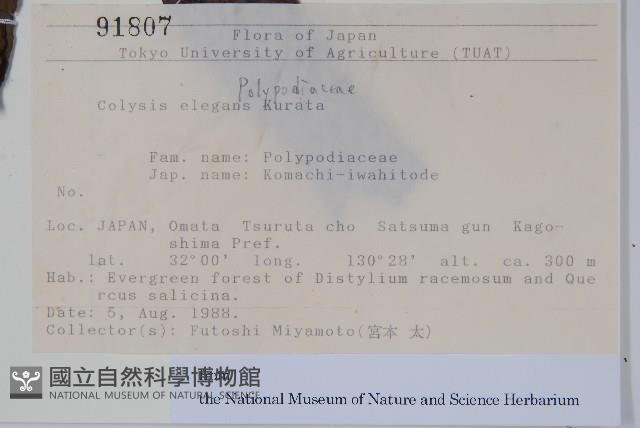 91807
Flora of Japan
Tokyo University of Agriculture (TUAT)
Polypodiaceae
Colysis elegans Kurata
Fam. name: Polypodiaceae
Jap. name: Komachi-iwahitode
No.
Loc. JAPAN, Omata Tsuruta cho Satsuma gun Kago-
shima Pref.
lat. 32°00' long. 130°28' alt. ca. 300 m
Hab.: Evergreen forest of Distylium racemosum and Que
rcus salicina.
Date: 5, Aug. 1988.
Collector(s): Futoshi Miyamoto(宮本 太)
國立自然科學博物館
NATIONAL MUSEUM OF NATURAL SCIENCE
the National Museum of Nature and Science Herbarium